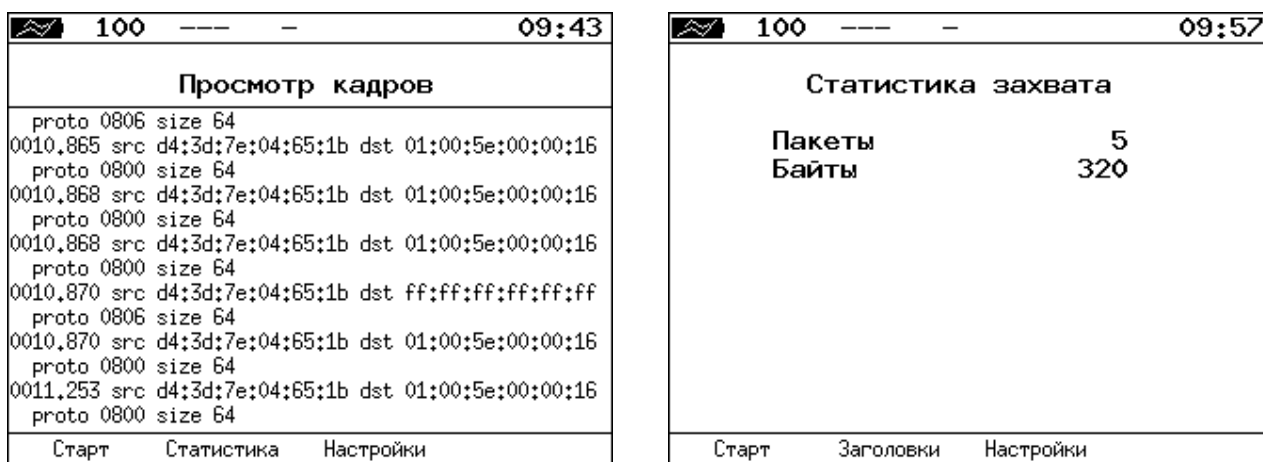 100 --- - 09:43
Просмотр кадров
proto 0806 size 64
0010.865 src d4:3d:7e:04:65:1b dst 01:00:5e:00:00:16
proto 0800 size 64
0010.868 src d4:3d:7e:04:65:1b dst 01:00:5e:00:00:16
proto 0800 size 64
0010.868 src d4:3d:7e:04:65:1b dst 01:00:5e:00:00:16
proto 0800 size 64
0010.870 src d4:3d:7e:04:65:1b dst ff:ff:ff:ff:ff:ff
proto 0806 size 64
0010.870 src d4:3d:7e:04:65:1b dst 01:00:5e:00:00:16
proto 0800 size 64
0011.253 src d4:3d:7e:04:65:1b dst 01:00:5e:00:00:16
proto 0800 size 64
Старт Статистика Настройки
100 --- - 09:57
Статистика захвата
Пакеты 5
Байты 320
Старт Заголовки Настройки